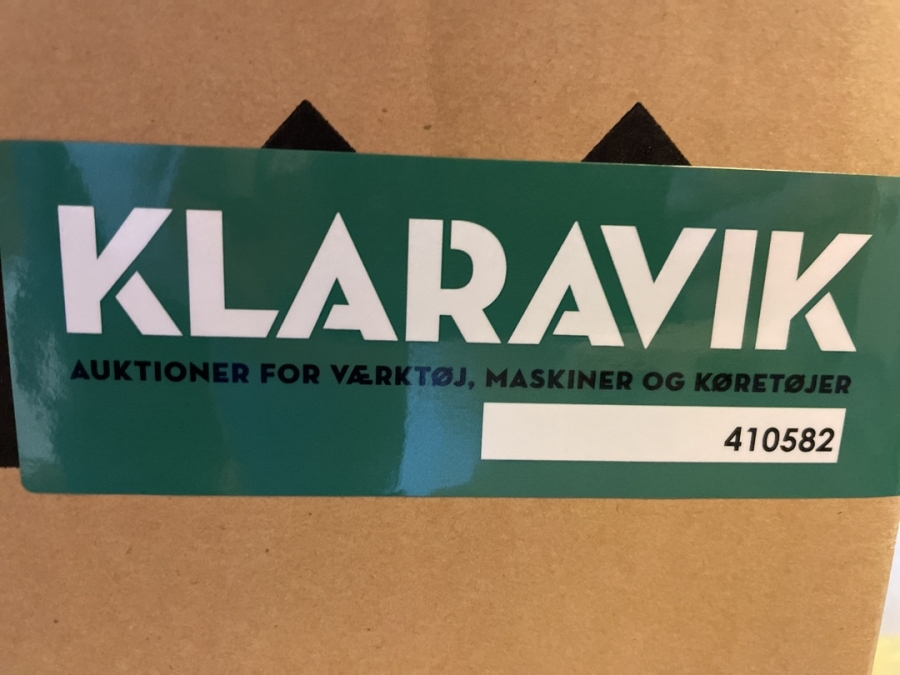 KLARAVIK
AUKTIONER FOR VÆRKTØJ, MASKINER OG KØRETØJER
410582